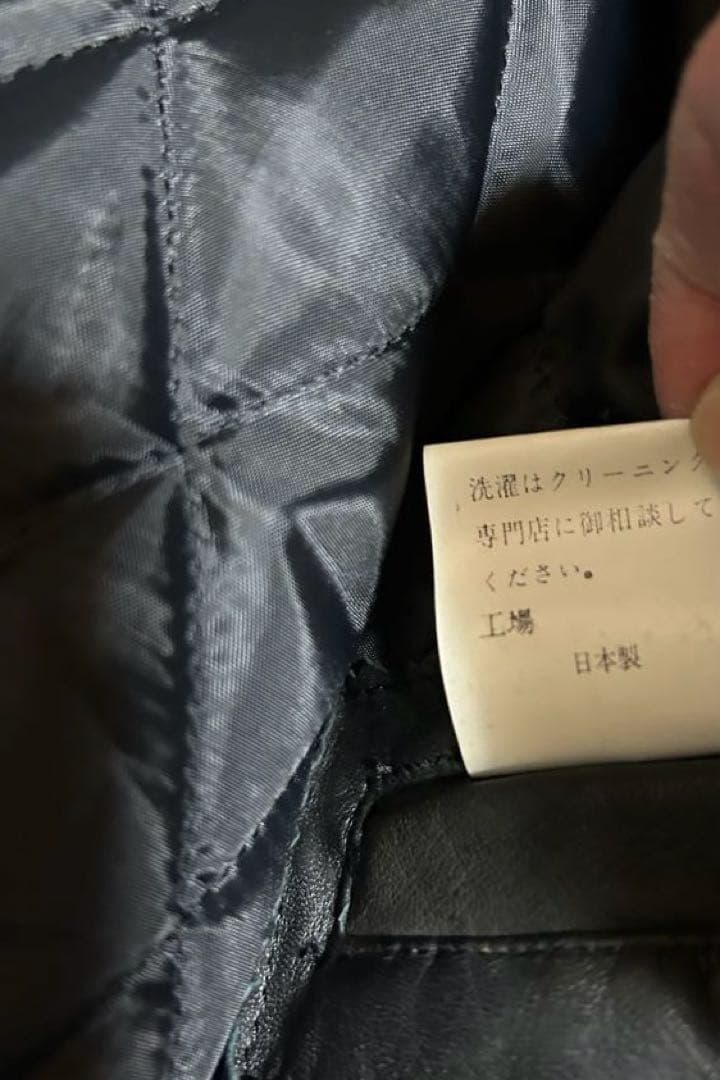 洗濯はクリーニング
専門店に御相談して
ください。
工場
日本製